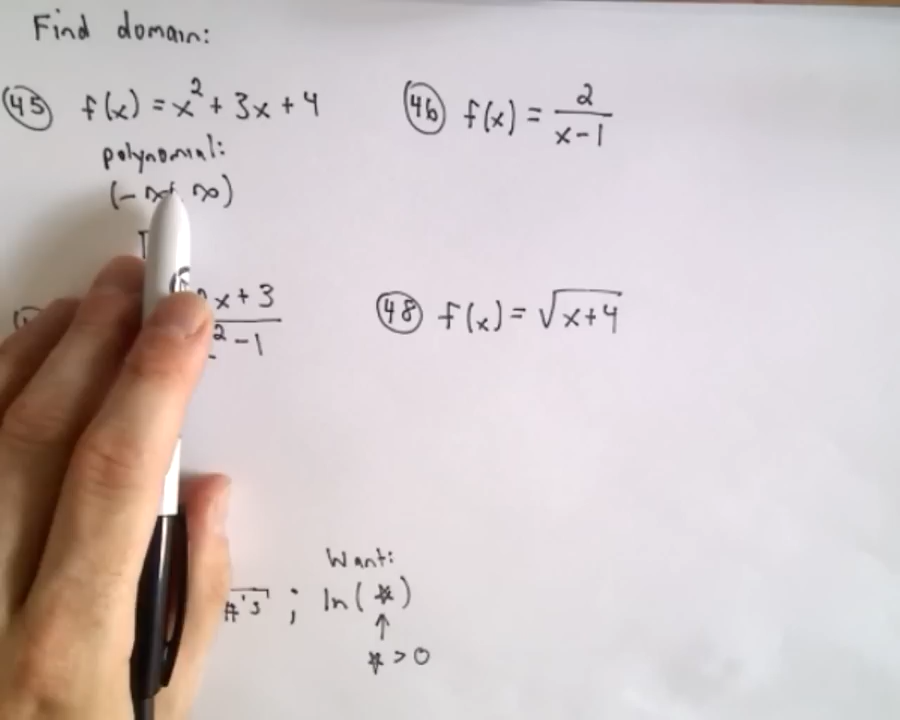 Find domain:
45 f(x) = x² + 3x + 4
polynomial:
(-∞, ∞)
46 f(x) = 2/(x-1)
x + 3
² - 1
48 f(x) = √(x+4)
#'s ; ln(*)
Want:
↑
* > 0